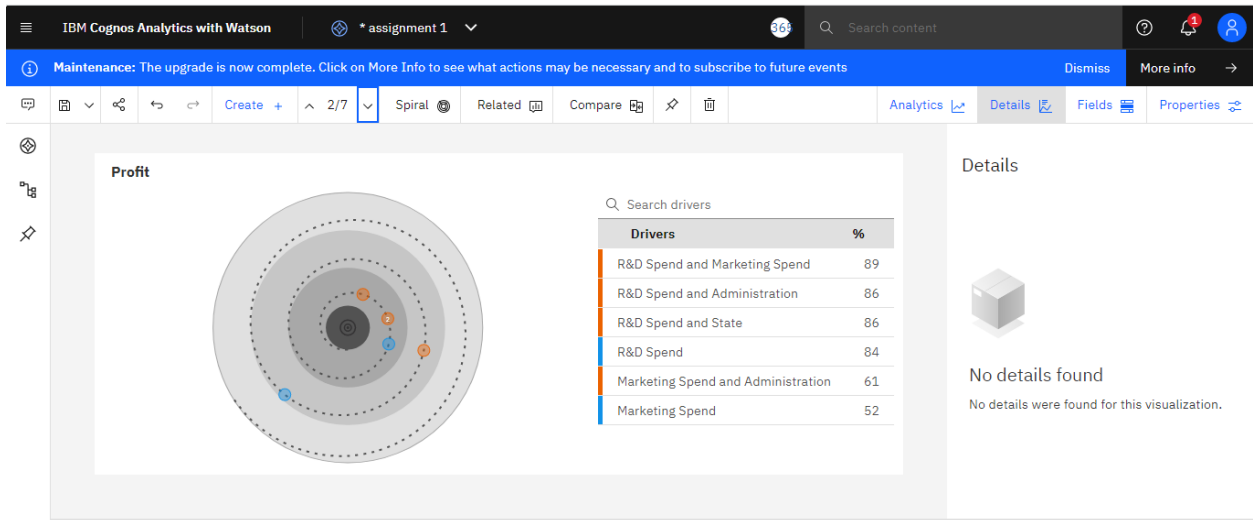 IBM Cognos Analytics with Watson
* assignment 1
365
Search content
1
Maintenance: The upgrade is now complete. Click on More Info to see what actions may be necessary and to subscribe to future events
Dismiss
More info
Create +
2/7
Spiral
Related
Compare
Analytics
Details
Fields
Properties
Profit
2
Search drivers
Drivers %
R&D Spend and Marketing Spend 89
R&D Spend and Administration 86
R&D Spend and State 86
R&D Spend 84
Marketing Spend and Administration 61
Marketing Spend 52
Details
No details found
No details were found for this visualization.